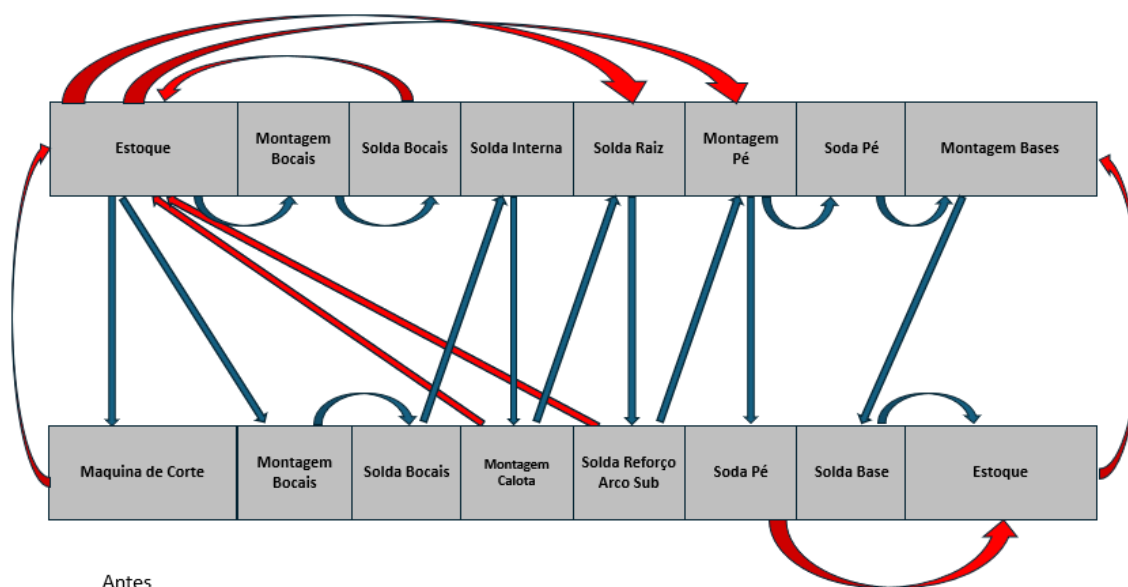 Estoque
Montagem
Bocais
Solda Bocais
Solda Interna
Solda Raiz
Montagem
Pé
Soda Pé
Montagem Bases
Maquina de Corte
Montagem
Bocais
Solda Bocais
Montagem
Calota
Solda Reforço
Arco Sub
Soda Pé
Solda Base
Estoque
Antes